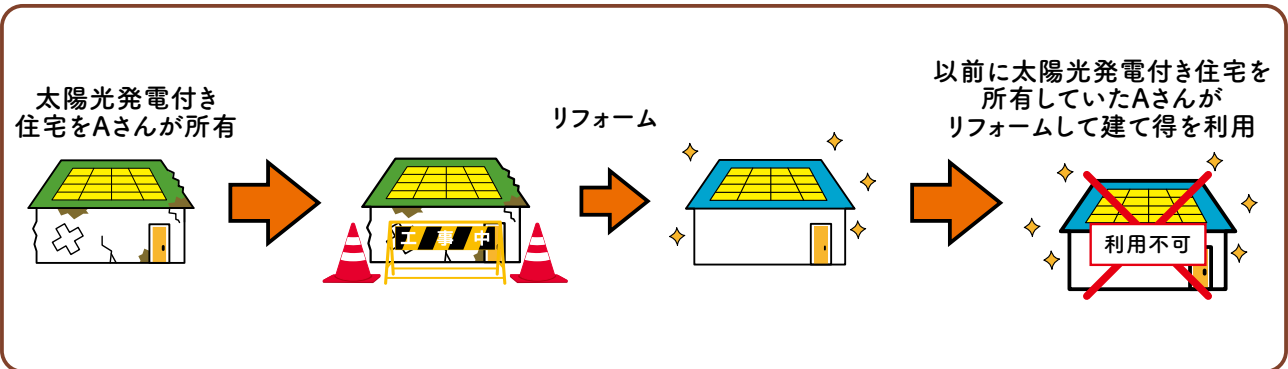 太陽光発電付き
住宅をAさんが所有
工事中
リフォーム
以前に太陽光発電付き住宅を
所有していたAさんが
リフォームして建て得を利用
利用不可